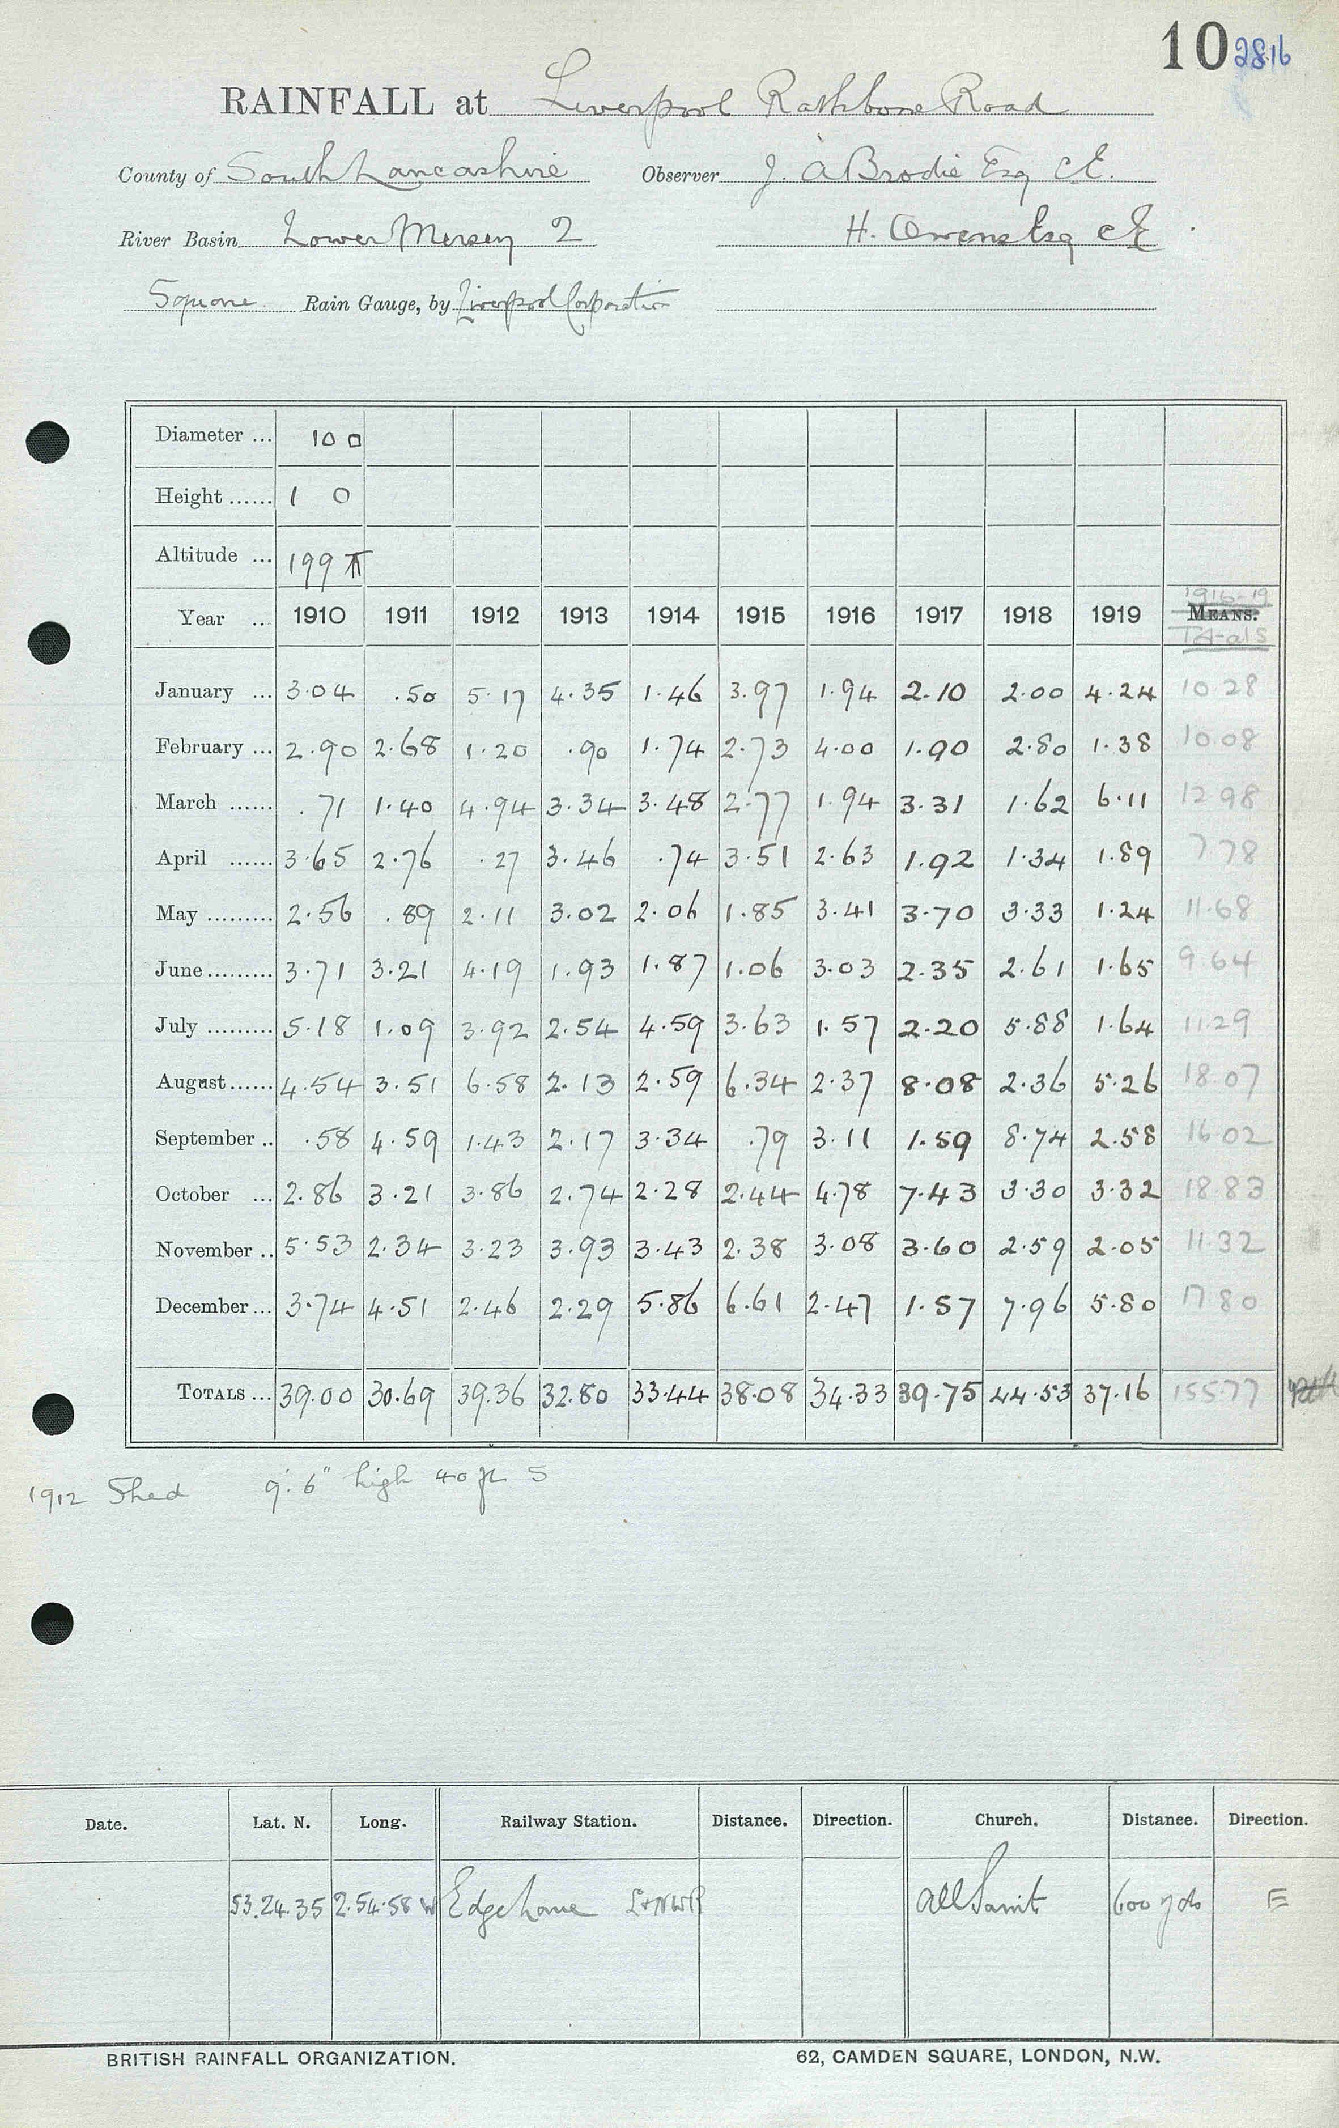 10 2816
RAINFALL at Liverpool Rathbone Road
County of South Lancashire Observer J. A Brodie Esq CE.
River Basin Lower Mersey 2 H. Owens Esq CE
Square Rain Gauge, by Liverpool Corporation
Diameter ... 10 □
Height ...... 1 0
Altitude ... 199
Year ... 1910 1911 1912 1913 1914 1915 1916 1917 1918 1919 1916-19 MEANS. Totals
January ... 3.04 .50 5.17 4.35 1.46 3.97 1.94 2.10 2.00 4.24 10.28
February ... 2.90 2.68 1.20 .90 1.74 2.73 4.00 1.90 2.80 1.38 10.08
March ...... .71 1.40 4.94 3.34 3.48 2.77 1.94 3.31 1.62 6.11 12.98
April ...... 3.65 2.76 .27 3.46 .74 3.51 2.63 1.92 1.34 1.89 7.78
May ......... 2.56 .89 2.11 3.02 2.06 1.85 3.41 3.70 3.33 1.24 11.68
June ......... 3.71 3.21 4.19 1.93 1.87 1.06 3.03 2.35 2.61 1.65 9.64
July ......... 5.18 1.09 3.92 2.54 4.59 3.63 1.57 2.20 5.88 1.64 11.29
August ...... 4.54 3.51 6.58 2.13 2.59 6.34 2.37 8.08 2.36 5.26 18.07
September .. .58 4.59 1.43 2.17 3.34 .79 3.11 1.59 8.74 2.58 16.02
October ... 2.86 3.21 3.86 2.74 2.28 2.44 4.78 7.43 3.30 3.32 18.83
November .. 5.53 2.34 3.23 3.93 3.43 2.38 3.08 3.60 2.59 2.05 11.32
December ... 3.74 4.51 2.46 2.29 5.86 6.61 2.47 1.57 7.96 5.80 17.80
TOTALS ... 39.00 30.69 39.36 32.80 33.44 38.08 34.33 39.75 44.53 37.16 155.77
1912 Shed 9'.6" high 40 ft S
Date. Lat. N. Long. Railway Station. Distance. Direction. Church. Distance. Direction.
53.24.35 2.54.58 W Edge Lane L+NWR All Saints 600 yds E
BRITISH RAINFALL ORGANIZATION. 62, CAMDEN SQUARE, LONDON, N.W.